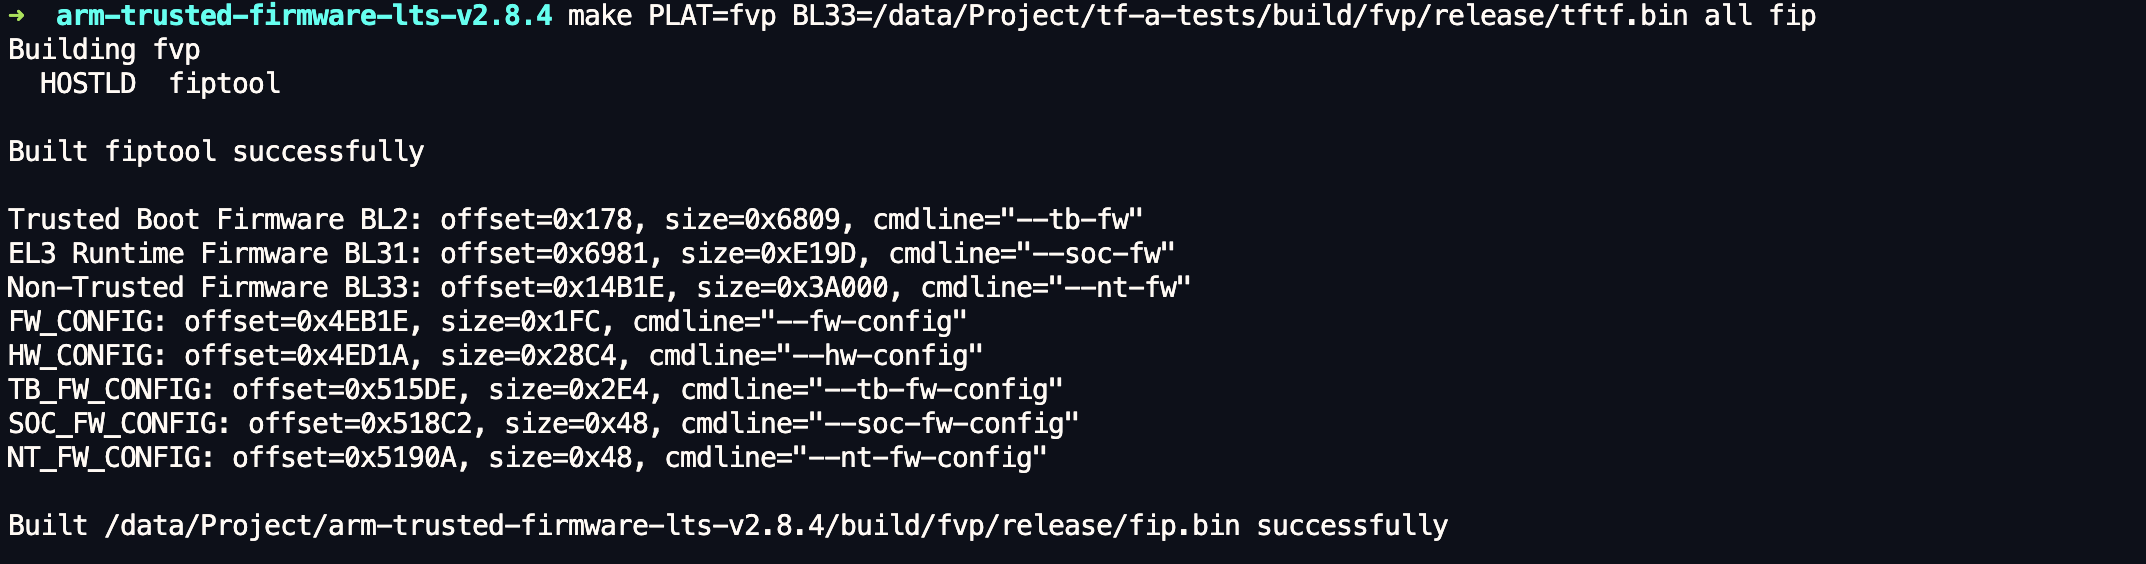 ➜  arm-trusted-firmware-lts-v2.8.4 make PLAT=fvp BL33=/data/Project/tf-a-tests/build/fvp/release/tftf.bin all fip
Building fvp
  HOSTLD  fiptool
Built fiptool successfully
Trusted Boot Firmware BL2: offset=0x178, size=0x6809, cmdline="--tb-fw"
EL3 Runtime Firmware BL31: offset=0x6981, size=0xE19D, cmdline="--soc-fw"
Non-Trusted Firmware BL33: offset=0x14B1E, size=0x3A000, cmdline="--nt-fw"
FW_CONFIG: offset=0x4EB1E, size=0x1FC, cmdline="--fw-config"
HW_CONFIG: offset=0x4ED1A, size=0x28C4, cmdline="--hw-config"
TB_FW_CONFIG: offset=0x515DE, size=0x2E4, cmdline="--tb-fw-config"
SOC_FW_CONFIG: offset=0x518C2, size=0x48, cmdline="--soc-fw-config"
NT_FW_CONFIG: offset=0x5190A, size=0x48, cmdline="--nt-fw-config"
Built /data/Project/arm-trusted-firmware-lts-v2.8.4/build/fvp/release/fip.bin successfully